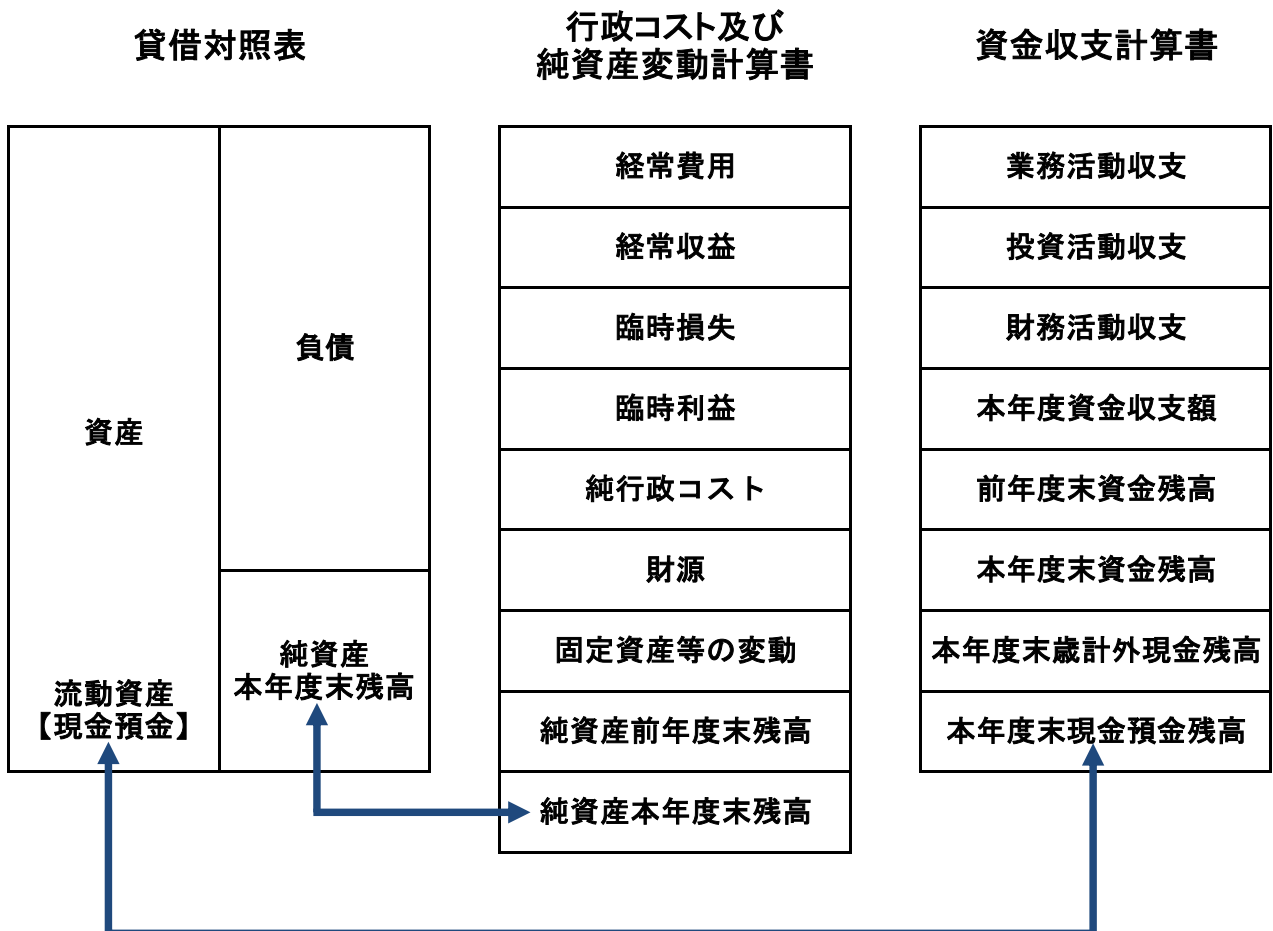 貸借対照表
資産
流動資産
【現金預金】
負債
純資産
本年度末残高
行政コスト及び
純資産変動計算書
経常費用
経常収益
臨時損失
臨時利益
純行政コスト
財源
固定資産等の変動
純資産前年度末残高
純資産本年度末残高
資金収支計算書
業務活動収支
投資活動収支
財務活動収支
本年度資金収支額
前年度末資金残高
本年度末資金残高
本年度末歳計外現金残高
本年度末現金預金残高